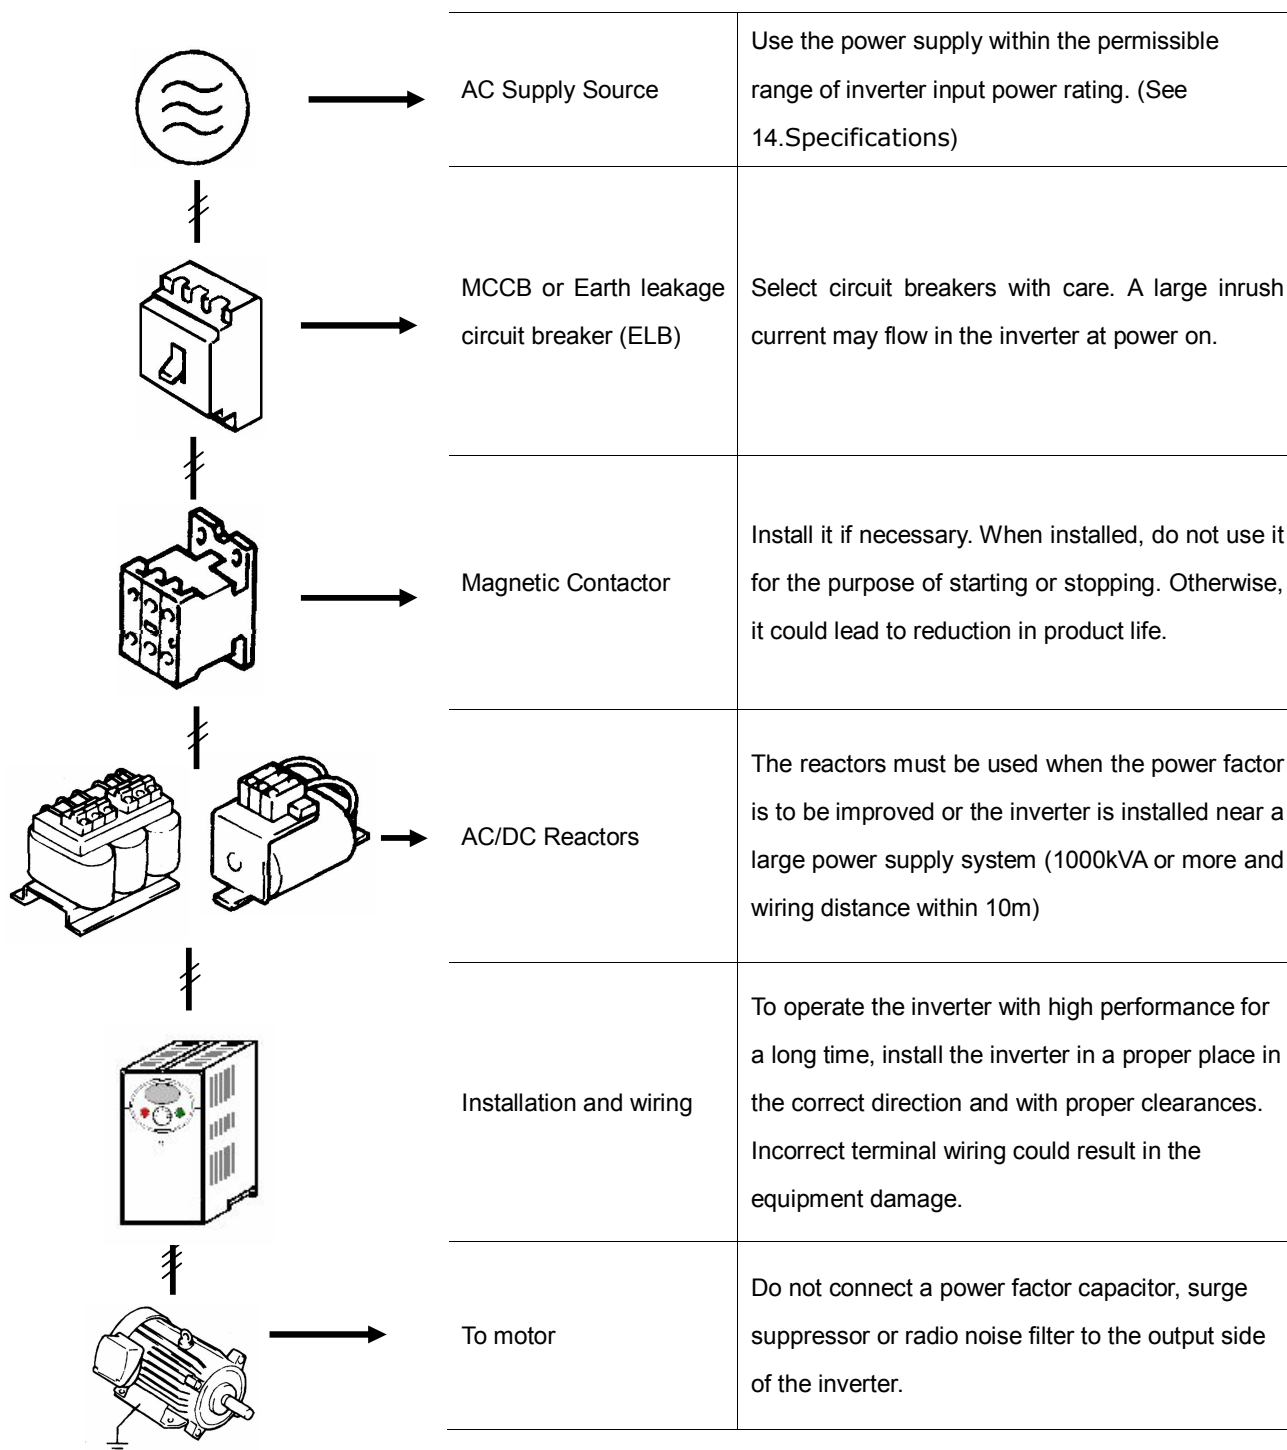 AC Supply Source
Use the power supply within the permissible
range of inverter input power rating. (See
14.Specifications)
MCCB or Earth leakage
circuit breaker (ELB)
Select circuit breakers with care. A large inrush
current may flow in the inverter at power on.
Magnetic Contactor
Install it if necessary. When installed, do not use it
for the purpose of starting or stopping. Otherwise,
it could lead to reduction in product life.
AC/DC Reactors
The reactors must be used when the power factor
is to be improved or the inverter is installed near a
large power supply system (1000kVA or more and
wiring distance within 10m)
Installation and wiring
To operate the inverter with high performance for
a long time, install the inverter in a proper place in
the correct direction and with proper clearances.
Incorrect terminal wiring could result in the
equipment damage.
To motor
Do not connect a power factor capacitor, surge
suppressor or radio noise filter to the output side
of the inverter.